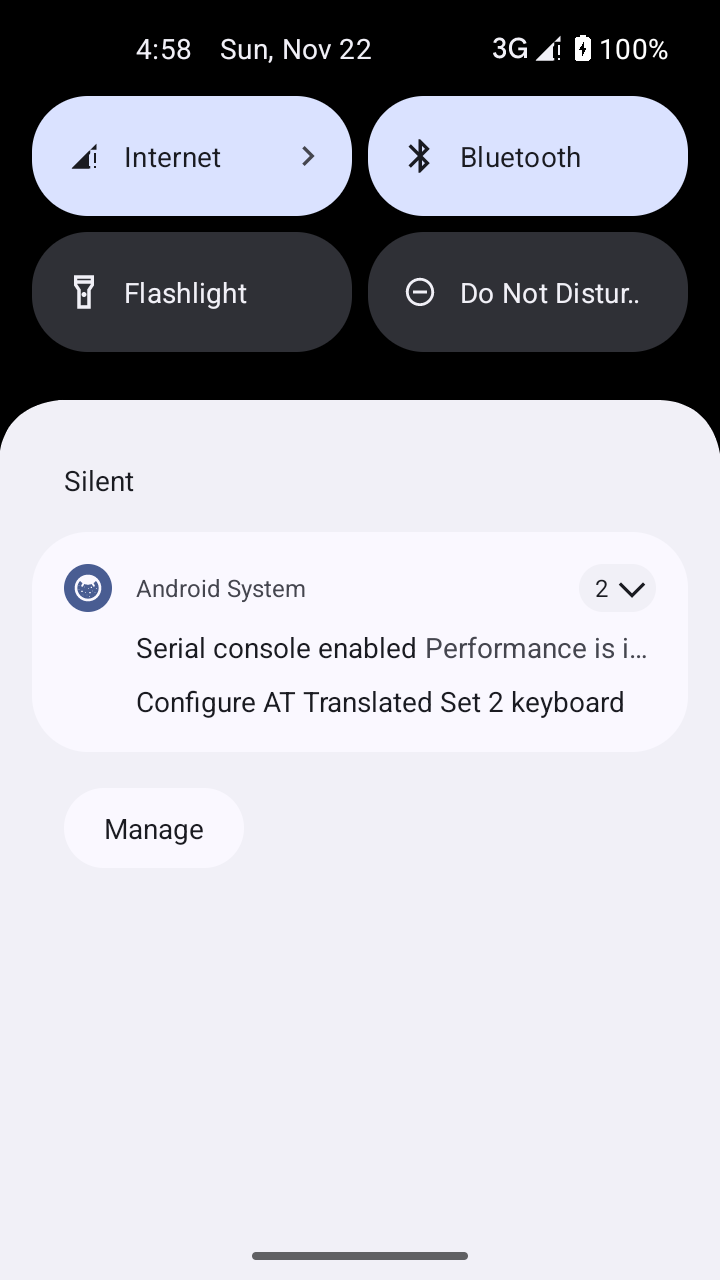 4:58 Sun, Nov 22 3G 100%
Internet Bluetooth
Flashlight Do Not Distur..
Silent
Android System 2
Serial console enabled Performance is i...
Configure AT Translated Set 2 keyboard
Manage